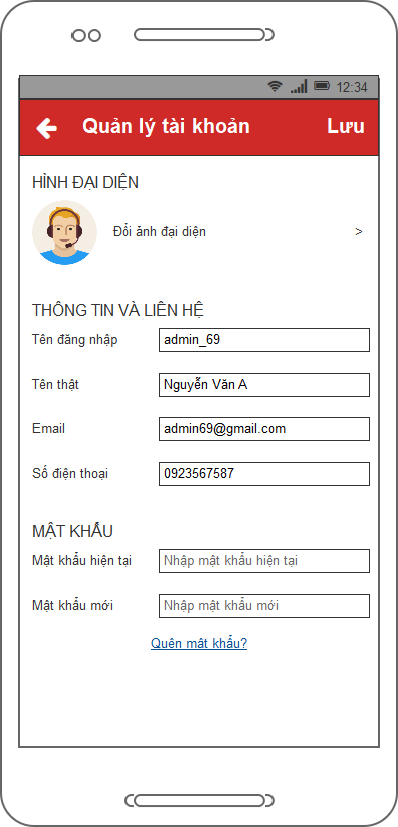 12:34
Quản lý tài khoản
Lưu
HÌNH ĐẠI DIỆN
Đổi ảnh đại diện >
THÔNG TIN VÀ LIÊN HỆ
Tên đăng nhập admin_69
Tên thật Nguyễn Văn A
Email admin69@gmail.com
Số điện thoại 0923567587
MẬT KHẨU
Mật khẩu hiện tại Nhập mật khẩu hiện tại
Mật khẩu mới Nhập mật khẩu mới
Quên mât khẩu?